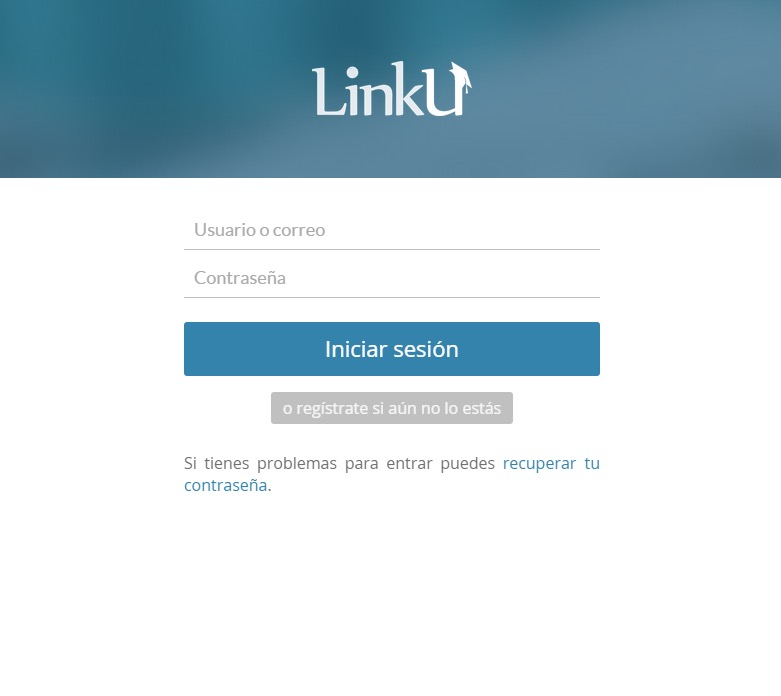 LinkU
Usuario o correo
Contraseña
Iniciar sesión
o regístrate si aún no lo estás
Si tienes problemas para entrar puedes recuperar tu
contraseña.